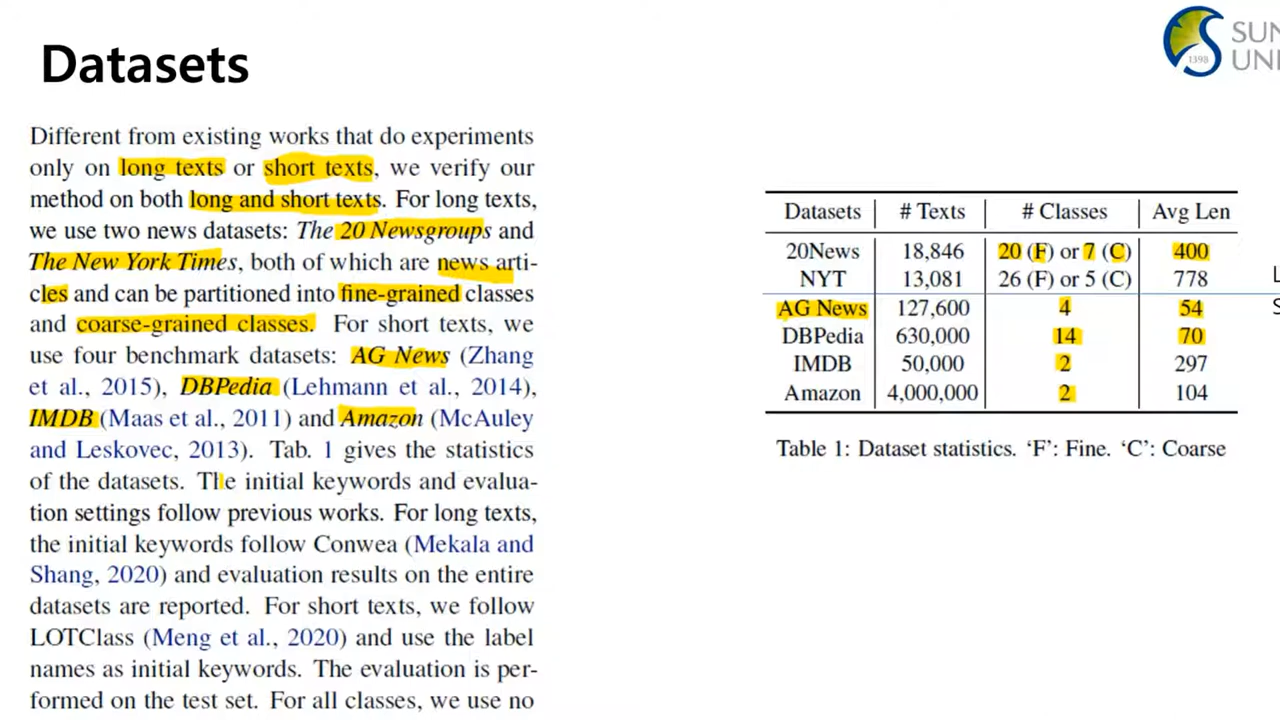 Datasets
SUN
UNI
1398
Different from existing works that do experiments
only on long texts or short texts, we verify our
method on both long and short texts. For long texts,
we use two news datasets: The 20 Newsgroups and
The New York Times, both of which are news arti-
cles and can be partitioned into fine-grained classes
and coarse-grained classes. For short texts, we
use four benchmark datasets: AG News (Zhang
et al., 2015), DBPedia (Lehmann et al., 2014),
IMDB (Maas et al., 2011) and Amazon (McAuley
and Leskovec, 2013). Tab. 1 gives the statistics
of the datasets. The initial keywords and evalua-
tion settings follow previous works. For long texts,
the initial keywords follow Conwea (Mekala and
Shang, 2020) and evaluation results on the entire
datasets are reported. For short texts, we follow
LOTClass (Meng et al., 2020) and use the label
names as initial keywords. The evaluation is per-
formed on the test set. For all classes, we use no
Datasets # Texts # Classes Avg Len
20News 18,846 20 (F) or 7 (C) 400
NYT 13,081 26 (F) or 5 (C) 778
AG News 127,600 4 54
DBPedia 630,000 14 70
IMDB 50,000 2 297
Amazon 4,000,000 2 104
Table 1: Dataset statistics. ‘F’: Fine. ‘C’: Coarse
L
S